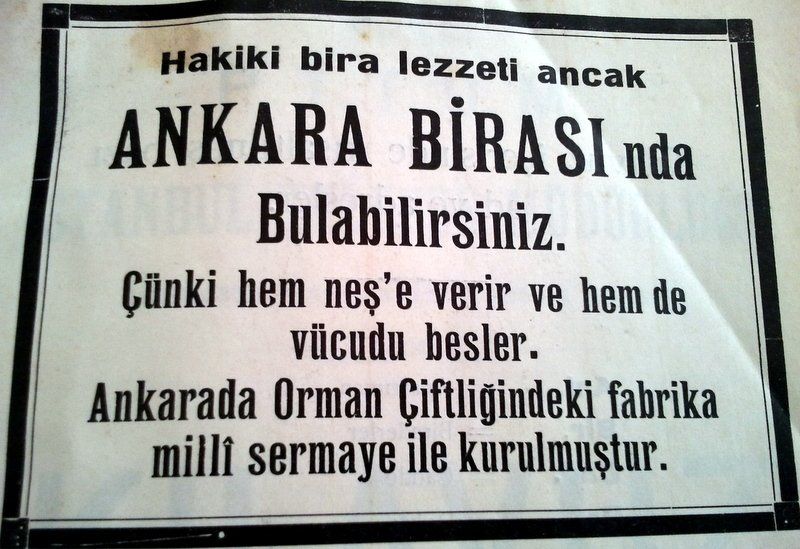 Hakiki bira lezzeti ancak
ANKARA BİRASI nda
Bulabilirsiniz.
Çünki hem neş'e verir ve hem de
vücudu besler.
Ankarada Orman Çiftliğindeki fabrika
millî sermaye ile kurulmuştur.